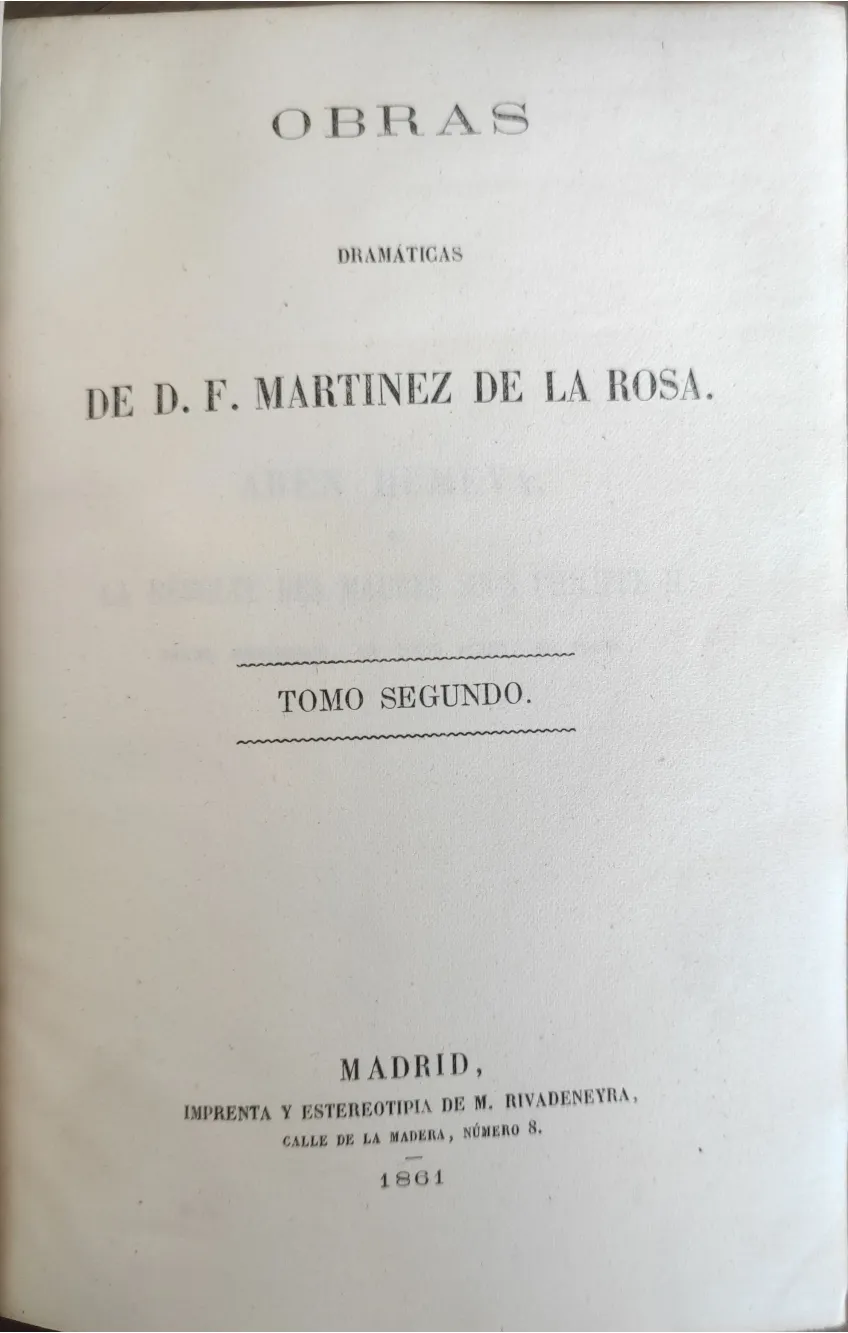 OBRAS
DRAMÁTICAS
DE D. F. MARTINEZ DE LA ROSA.
TOMO SEGUNDO.
MADRID,
IMPRENTA Y ESTEREOTIPIA DE M. RIVADENEYRA,
CALLE DE LA MADERA, NÚMERO 8.
1861